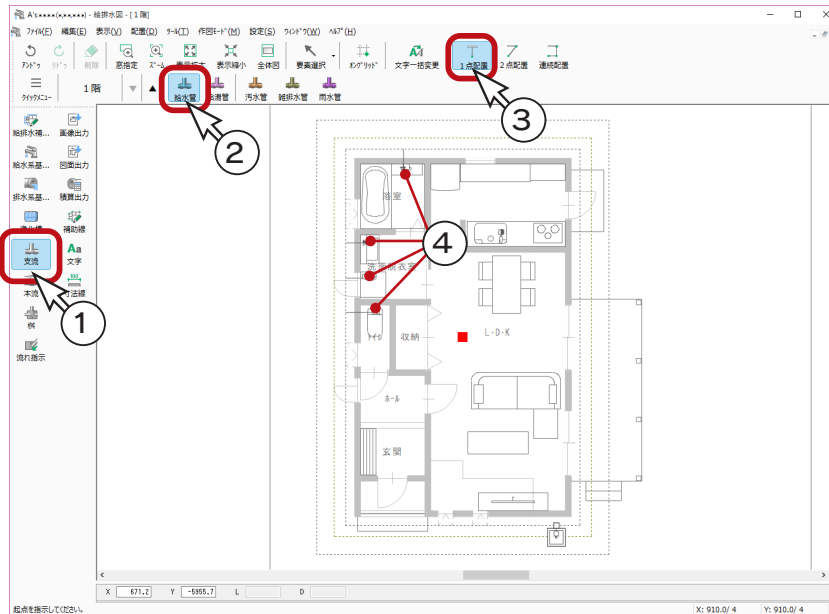 A's****(*.**.**) - 給排水図 - [1階]
ファイル(F) 編集(E) 表示(V) 配置(D) ツール(T) 作図モード(M) 設定(S) ウィンドウ(W) ヘルプ(H)
アンドゥ リドゥ 削除 窓指定 ズーム 表示拡大 表示縮小 全体図 要素選択 オングリッド 文字一括変更 1点配置 2点配置 連続配置
クイックメニュー 1階 給水管 給湯管 汚水管 雑排水管 雨水管
② ③
給排水補... 画像出力
給水系基... 図面出力
排水系基... 積算出力
補助線
支流 Aa 文字
本流 寸法線
桝
流れ指示
①
浴室
④
洗面脱衣室
トイレ 収納 L・D・K
ホール
玄関
X 671.2 Y -5955.7 L D
起点を指示してください。 X: 910.0/ 4 Y: 910.0/ 4